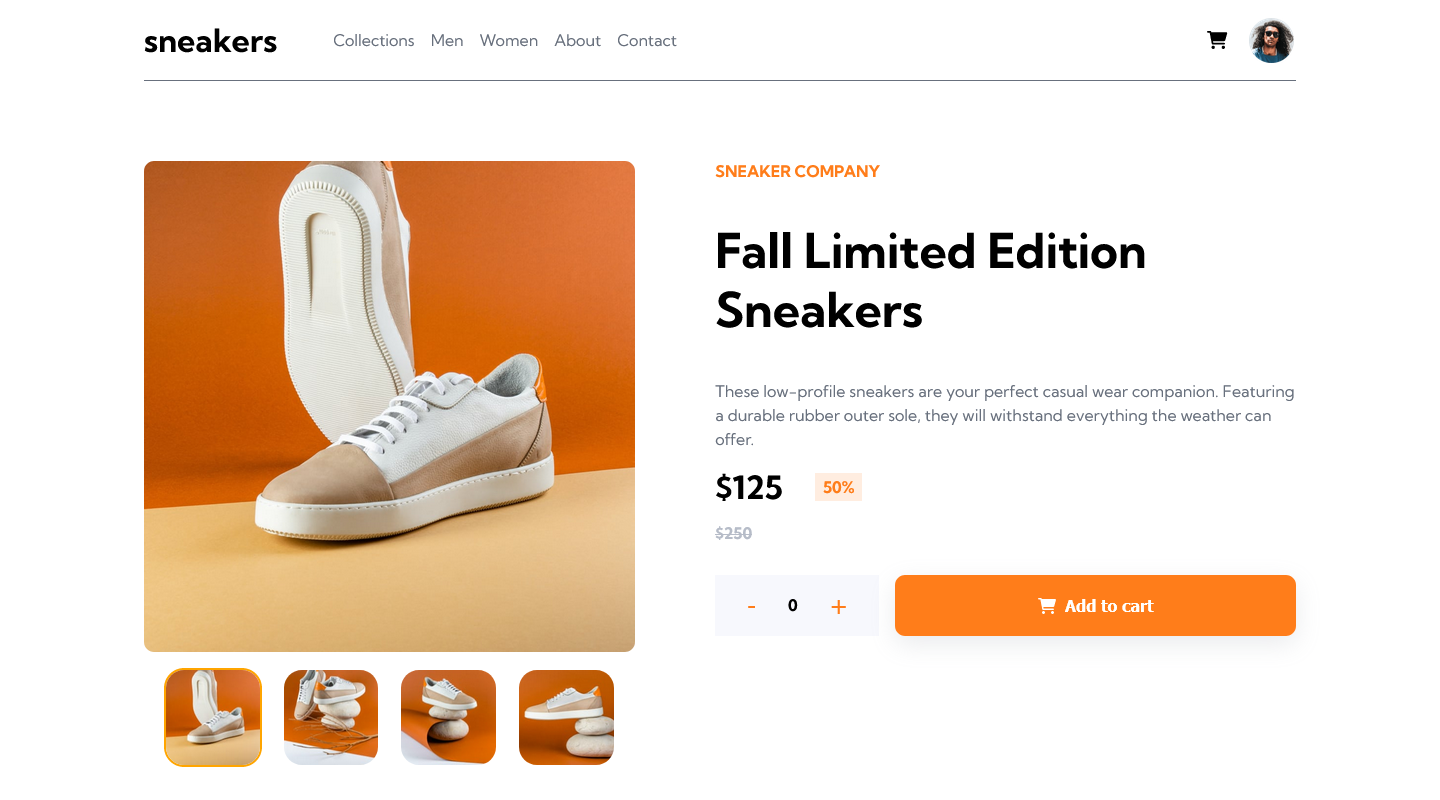 sneakers
Collections Men Women About Contact
SNEAKER COMPANY
Fall Limited Edition
Sneakers
These low-profile sneakers are your perfect casual wear companion. Featuring
a durable rubber outer sole, they will withstand everything the weather can
offer.
$125 50%
$250
- 0 + Add to cart